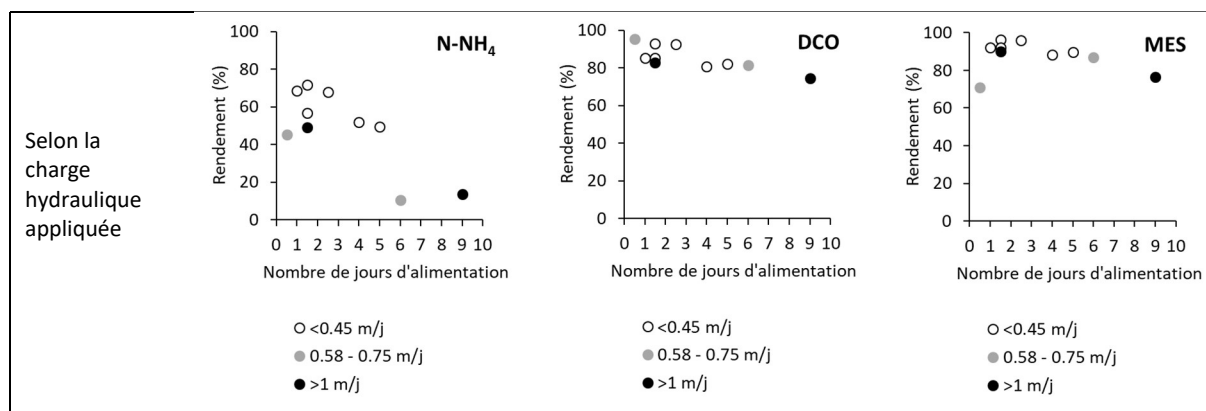 Selon la
charge
hydraulique
appliquée
N-NH4
Rendement (%)
100
80
60
40
20
0
0 1 2 3 4 5 6 7 8 9 10
Nombre de jours d'alimentation
<0.45 m/j
0.58 - 0.75 m/j
>1 m/j
DCO
Rendement (%)
100
80
60
40
20
0
0 1 2 3 4 5 6 7 8 9 10
Nombre de jours d'alimentation
<0.45 m/j
0.58 - 0.75 m/j
>1 m/j
MES
Rendement (%)
100
80
60
40
20
0
0 1 2 3 4 5 6 7 8 9 10
Nombre de jours d'alimentation
<0.45 m/j
0.58 - 0.75 m/j
>1 m/j